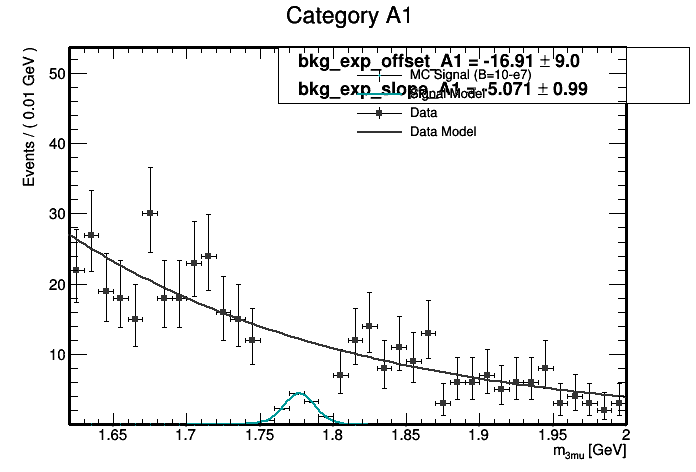 Category A1
Events / ( 0.01 GeV )
bkg_exp_offset_A1 = -16.91 ± 9.0
MC Signal (B=10-e7)
bkg_exp_slope_A1 = -5.071 ± 0.99
Signal Model
Data
Data Model
50
40
30
20
10
1.65 1.7 1.75 1.8 1.85 1.9 1.95 2
m3mu [GeV]